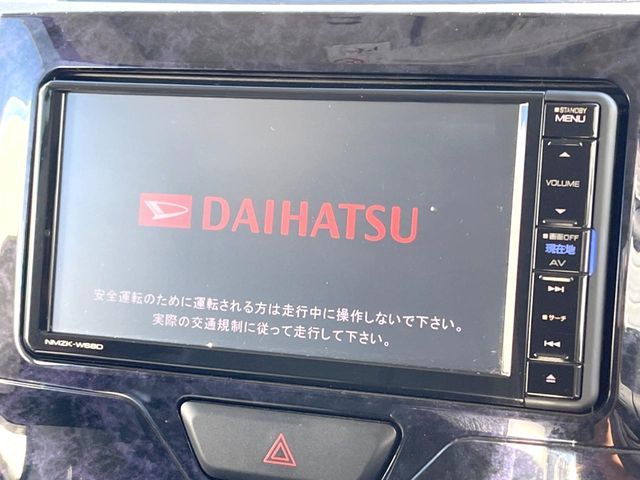 DAIHATSU
安全運転のために運転される方は走行中に操作しないで下さい。
実際の交通規制に従って走行して下さい。
NMZK-W68D
STANDBY
MENU
VOLUME
画面OFF
現在地
AV
サーチ